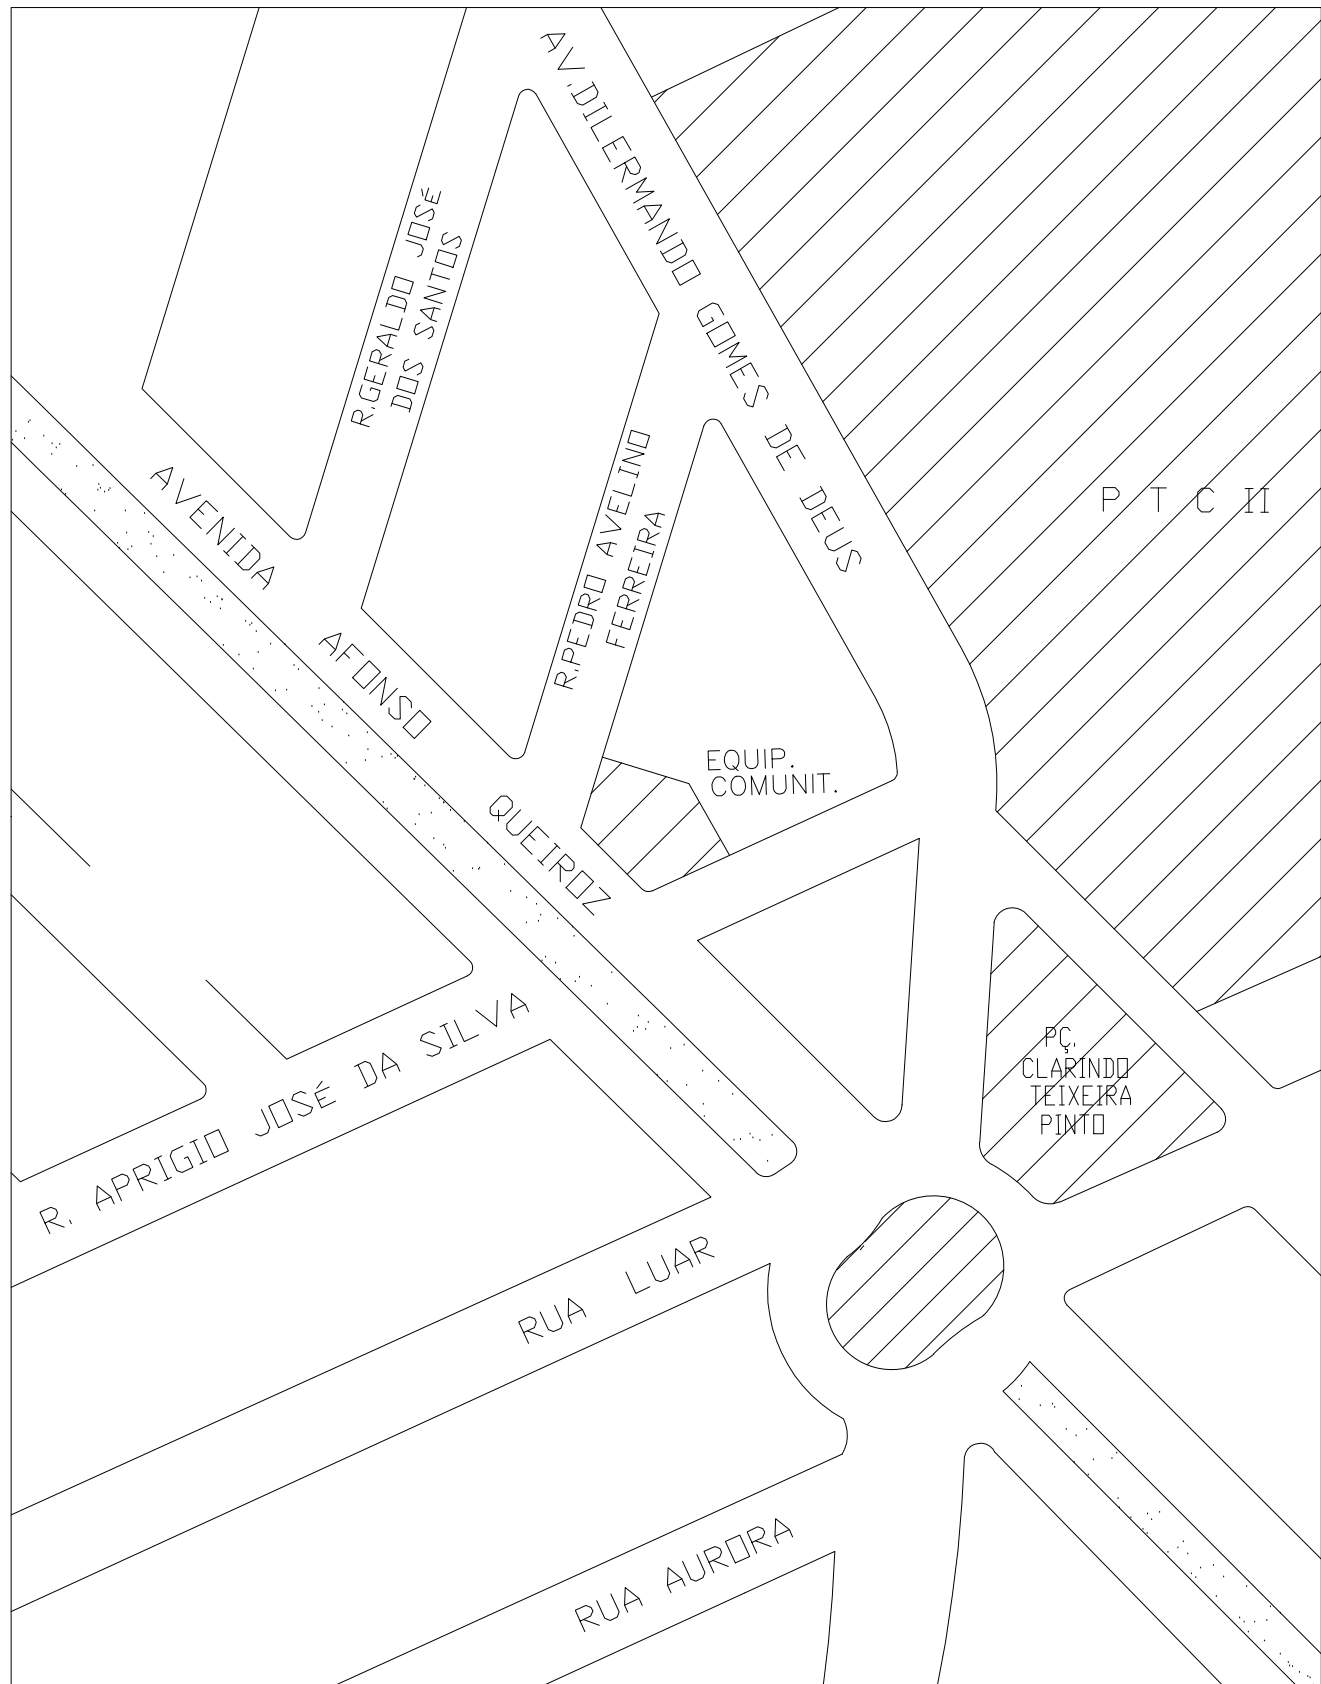 AV.DILERMANDO GOMES DE DEUS
R.GERALDO JOSÉ
DOS SANTOS
AVENIDA AFONSO QUEIROZ
R.PEDRO AVELINO
FERREIRA
P T C II
EQUIP.
COMUNIT.
PÇ.
CLARINDO
TEIXEIRA
PINTO
R. APRIGIO JOSÉ DA SILVA
RUA LUAR
RUA AURORA